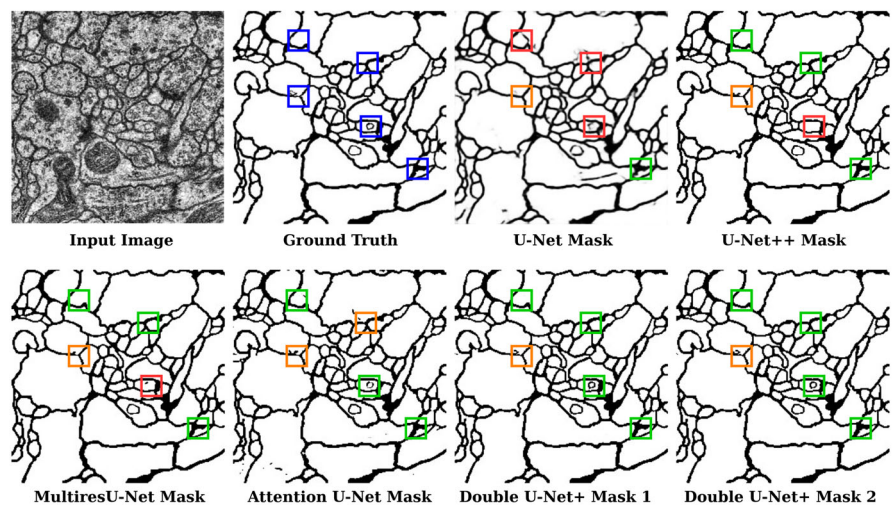 Input Image
Ground Truth
U-Net Mask
U-Net++ Mask
MultiresU-Net Mask
Attention U-Net Mask
Double U-Net+ Mask 1
Double U-Net+ Mask 2